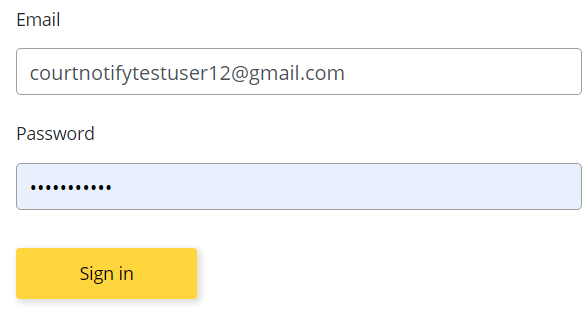 Email
courtnotifytestuser12@gmail.com
Password
•••••••••••
Sign in